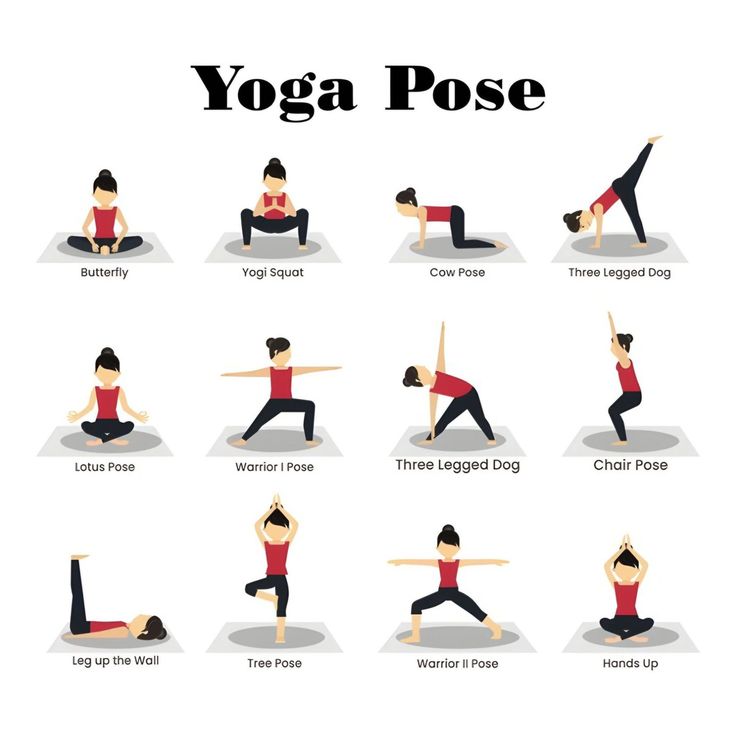 Yoga Pose
Butterfly
Yogi Squat
Cow Pose
Three Legged Dog
Lotus Pose
Warrior I Pose
Three Legged Dog
Chair Pose
Leg up the Wall
Tree Pose
Warrior II Pose
Hands Up